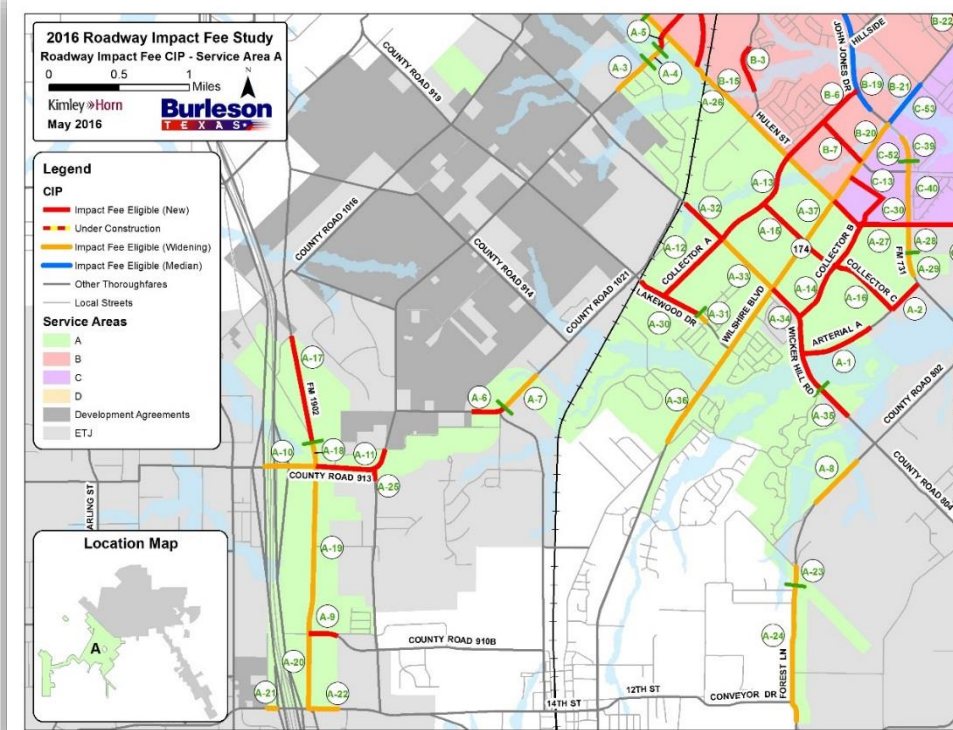 2016 Roadway Impact Fee Study
Roadway Impact Fee CIP - Service Area A
0 0.5 1
Miles
Kimley»Horn
May 2016
Burleson
TEXAS
Legend
CIP
Impact Fee Eligible (New)
Under Construction
Impact Fee Eligible (Widening)
Impact Fee Eligible (Median)
Other Thoroughfares
Local Streets
Service Areas
A
B
C
D
Development Agreements
ETJ
Location Map
A
COUNTY ROAD 919
COUNTY ROAD 1016
COUNTY ROAD 914
COUNTY ROAD 1021
A-5
A-3
A-4
B-3
B-15
A-26
HULEN ST
JOHN JONES DR
HILLSIDE
B-22
B-6
B-19
B-21
C-53
B-20
B-7
C-52
C-39
C-13
C-40
C-30
A-13
A-32
A-37
A-15
174
COLLECTOR B
A-27
FM 731
A-28
A-12
COLLECTOR A
A-33
A-29
COLLECTOR C
A-14
A-16
A-2
LAKEWOOD DR
A-31
A-30
WILSHIRE BLVD
A-34
WICKER HILL RD
ARTERIAL A
A-1
COUNTY ROAD 802
A-35
A-36
A-17
FM 1902
A-6
A-7
A-10
A-18
A-11
COUNTY ROAD 913
A-25
A-8
COUNTY ROAD 804
ARLING ST
A-19
A-23
A-9
COUNTY ROAD 910B
A-20
A-24
FOREST LN
A-21
A-22
14TH ST
12TH ST
CONVEYOR DR